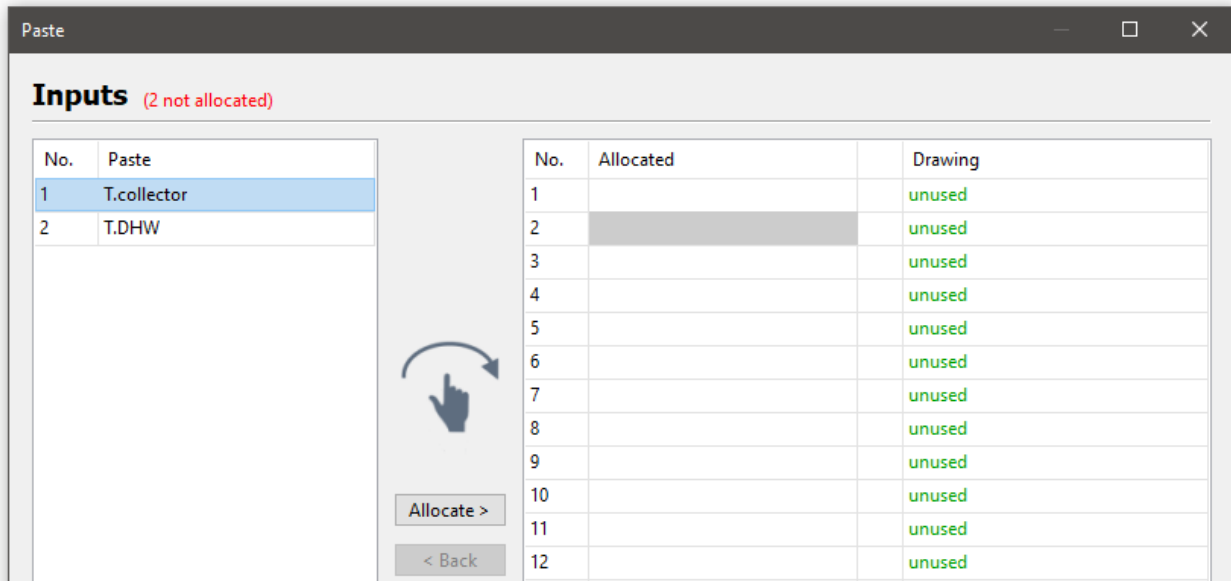 Paste
Inputs (2 not allocated)
No. Paste
1 T.collector
2 T.DHW
Allocate >
< Back
No. Allocated Drawing
1 unused
2 unused
3 unused
4 unused
5 unused
6 unused
7 unused
8 unused
9 unused
10 unused
11 unused
12 unused